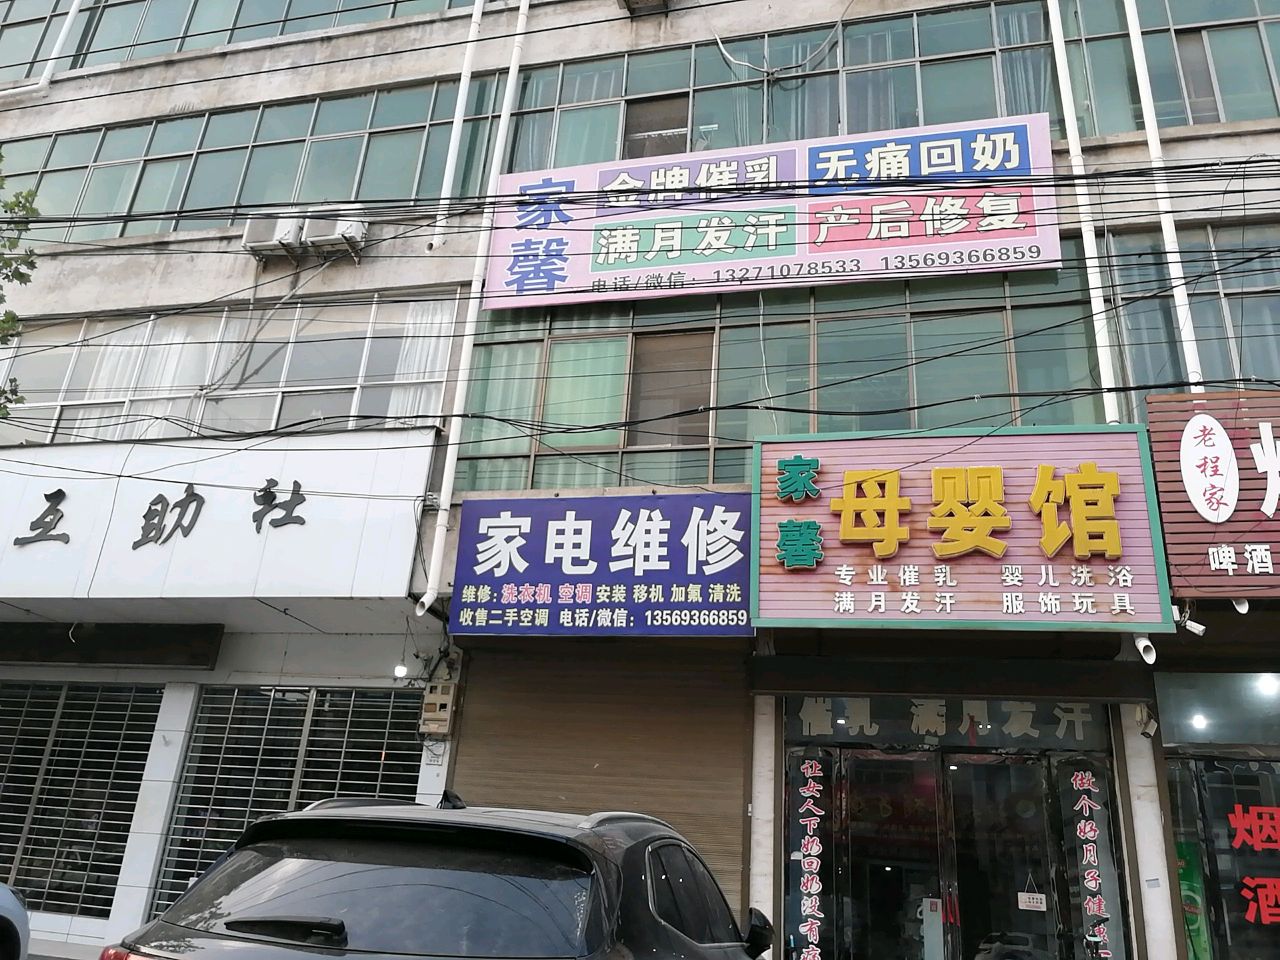 家馨
金牌催乳
无痛回奶
满月发汗
产后修复
电话/微信：13271078533 13569366859
互助社
家电维修
维修：洗衣机 空调 安装 移机 加氟 清洗
收售二手空调 电话/微信：13569366859
家馨
母婴馆
专业催乳 婴儿洗浴
满月发汗 服饰玩具
老程家
啤酒
催乳 满月发汗
让女人下奶回奶没有痛
做个好月子健康
烟酒